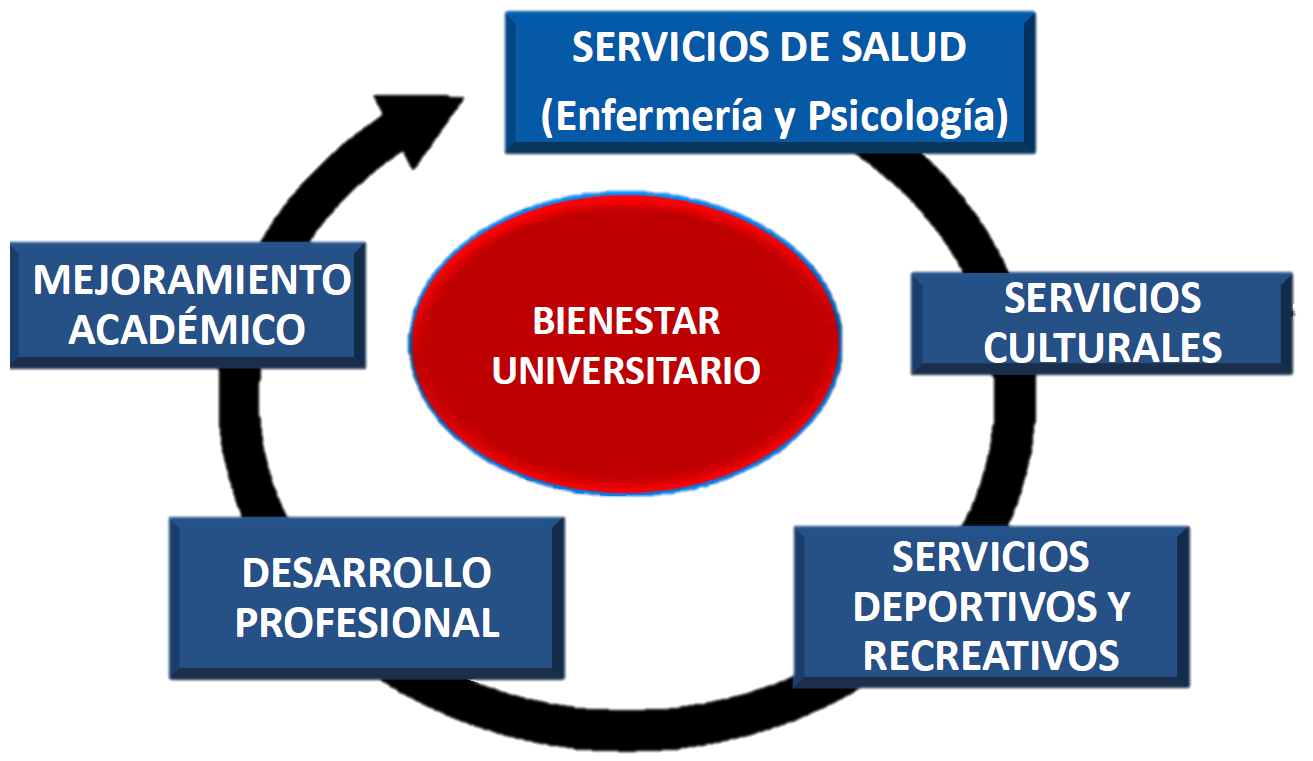 SERVICIOS DE SALUD
(Enfermería y Psicología)
MEJORAMIENTO
ACADÉMICO
BIENESTAR
UNIVERSITARIO
SERVICIOS
CULTURALES
DESARROLLO
PROFESIONAL
SERVICIOS
DEPORTIVOS Y
RECREATIVOS